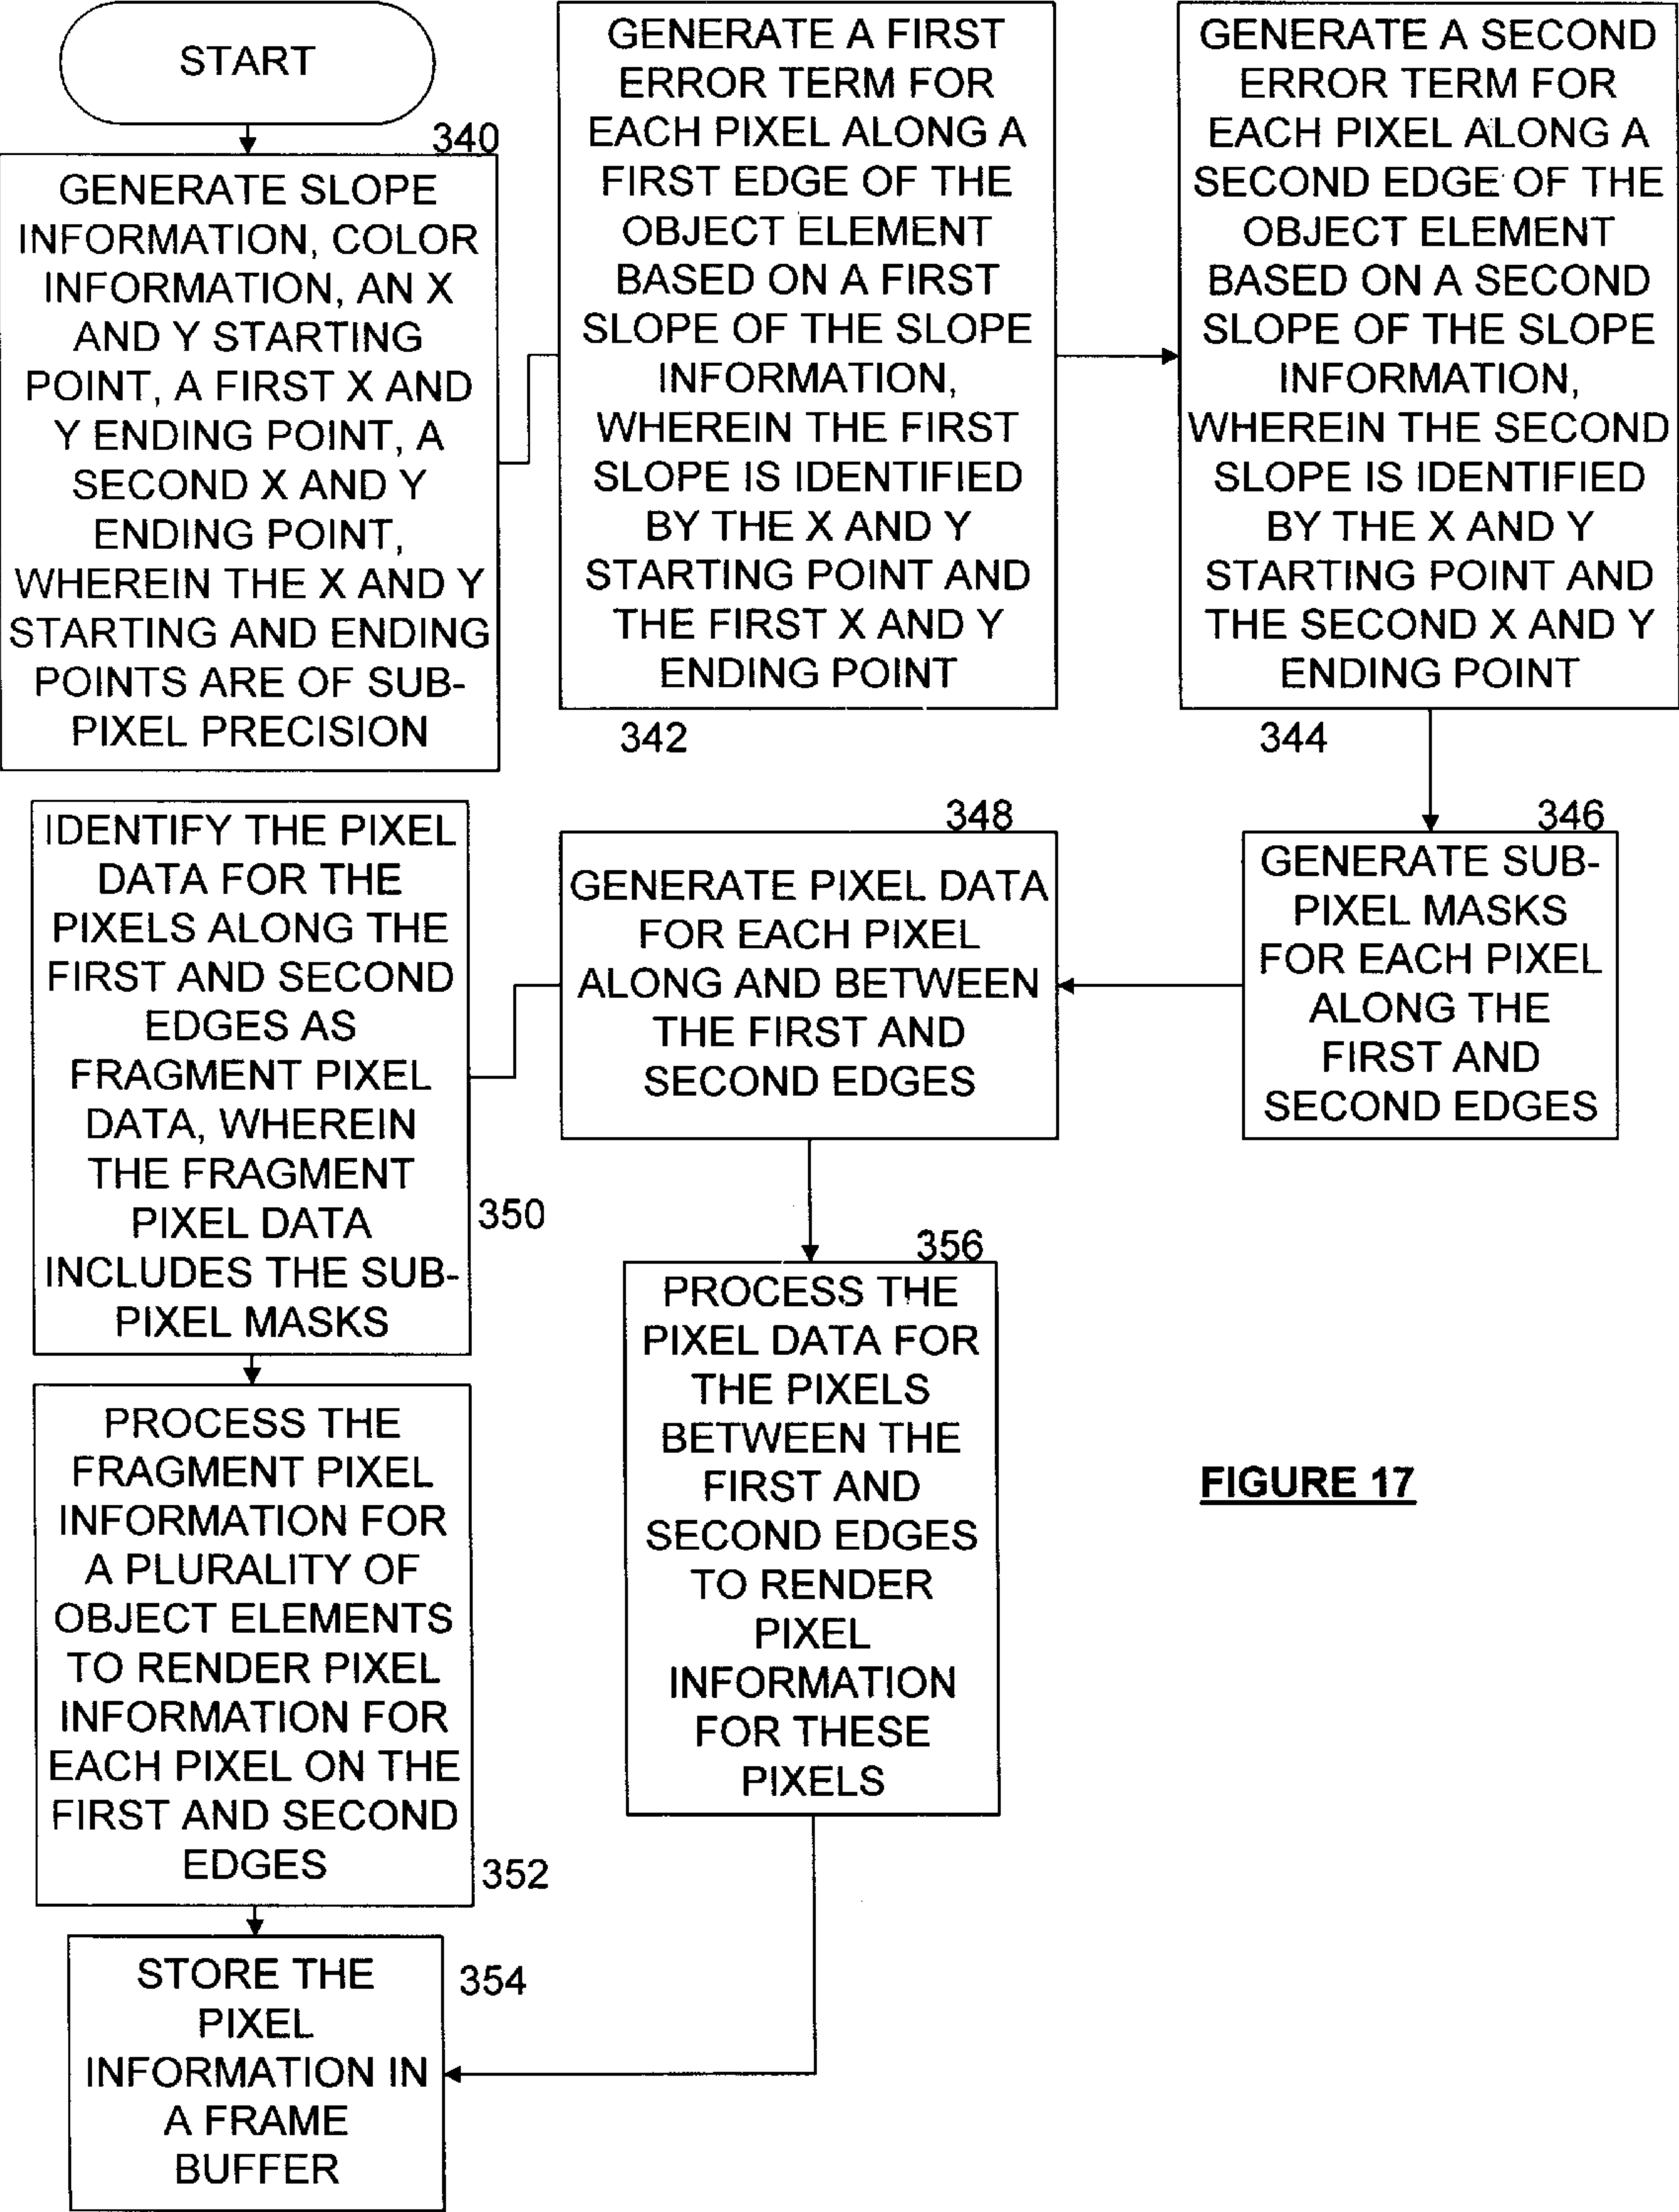 START
340
GENERATE SLOPE
INFORMATION, COLOR
INFORMATION, AN X
AND Y STARTING
POINT, A FIRST X AND
Y ENDING POINT, A
SECOND X AND Y
ENDING POINT,
WHEREIN THE X AND Y
STARTING AND ENDING
POINTS ARE OF SUB-
PIXEL PRECISION
GENERATE A FIRST
ERROR TERM FOR
EACH PIXEL ALONG A
FIRST EDGE OF THE
OBJECT ELEMENT
BASED ON A FIRST
SLOPE OF THE SLOPE
INFORMATION,
WHEREIN THE FIRST
SLOPE IS IDENTIFIED
BY THE X AND Y
STARTING POINT AND
THE FIRST X AND Y
ENDING POINT
342
GENERATE A SECOND
ERROR TERM FOR
EACH PIXEL ALONG A
SECOND EDGE OF THE
OBJECT ELEMENT
BASED ON A SECOND
SLOPE OF THE SLOPE
INFORMATION,
WHEREIN THE SECOND
SLOPE IS IDENTIFIED
BY THE X AND Y
STARTING POINT AND
THE SECOND X AND Y
ENDING POINT
344
346
GENERATE SUB-
PIXEL MASKS
FOR EACH PIXEL
ALONG THE
FIRST AND
SECOND EDGES
348
GENERATE PIXEL DATA
FOR EACH PIXEL
ALONG AND BETWEEN
THE FIRST AND
SECOND EDGES
IDENTIFY THE PIXEL
DATA FOR THE
PIXELS ALONG THE
FIRST AND SECOND
EDGES AS
FRAGMENT PIXEL
DATA, WHEREIN
THE FRAGMENT
PIXEL DATA
INCLUDES THE SUB-
PIXEL MASKS
350
PROCESS THE
FRAGMENT PIXEL
INFORMATION FOR
A PLURALITY OF
OBJECT ELEMENTS
TO RENDER PIXEL
INFORMATION FOR
EACH PIXEL ON THE
FIRST AND SECOND
EDGES
352
356
PROCESS THE
PIXEL DATA FOR
THE PIXELS
BETWEEN THE
FIRST AND
SECOND EDGES
TO RENDER
PIXEL
INFORMATION
FOR THESE
PIXELS
STORE THE
PIXEL
INFORMATION IN
A FRAME
BUFFER
354
FIGURE 17